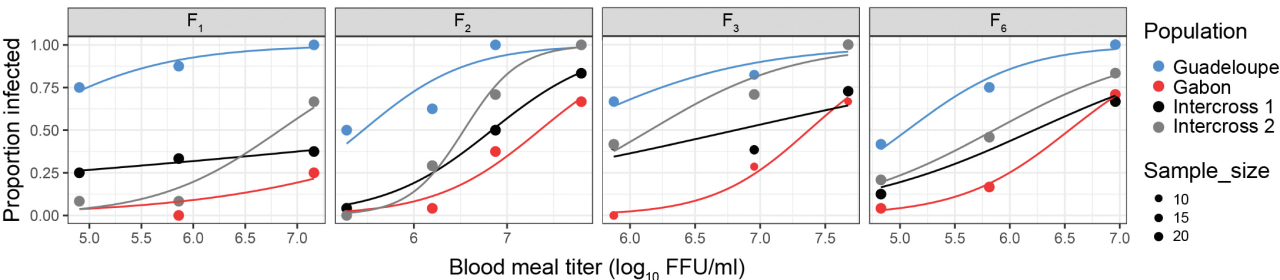 F1
F2
F3
F6
Proportion infected
1.00
0.75
0.50
0.25
0.00
5.0 5.5 6.0 6.5 7.0
6 7
6.0 6.5 7.0 7.5
5.0 5.5 6.0 6.5 7.0
Blood meal titer (log10 FFU/ml)
Population
Guadeloupe
Gabon
Intercross 1
Intercross 2
Sample_size
10
15
20